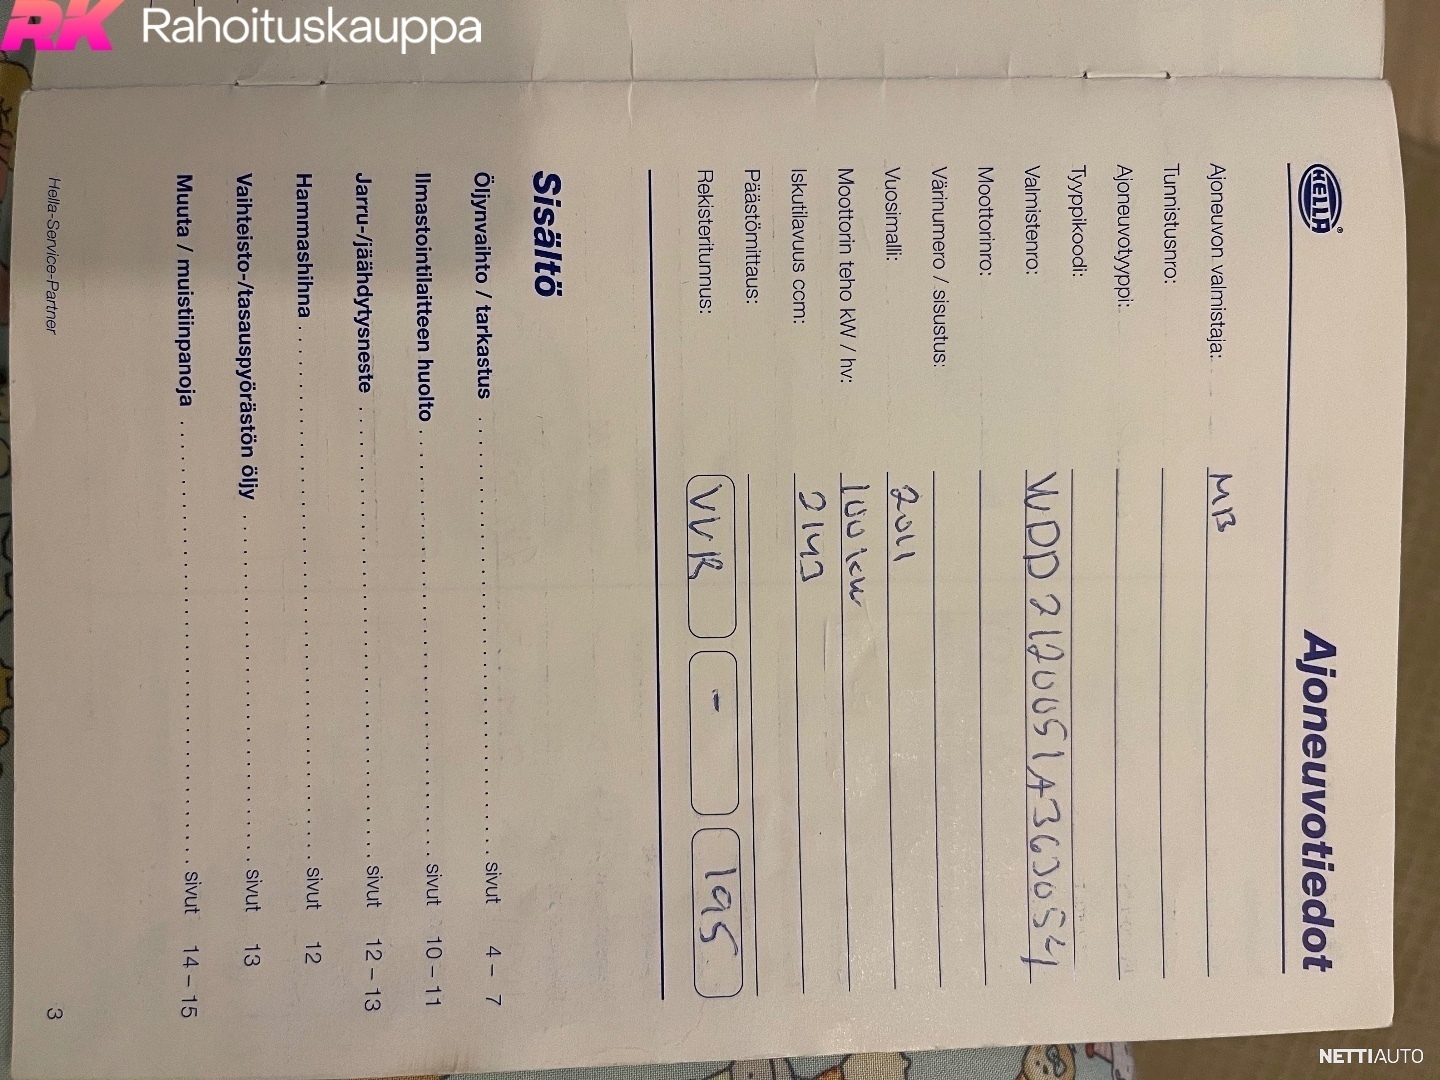 RK Rahoituskauppa
HELLA®
Ajoneuvotiedot
Ajoneuvon valmistaja: MB
Tunnistusnro:
Ajoneuvotyyppi:
Tyyppikoodi:
Valmistenro: WDD2120051A363054
Moottorinro:
Värinumero / sisustus:
Vuosimalli: 2011
Moottorin teho kW / hv: 100 kw
Iskutilavuus ccm: 2143
Päästömittaus:
Rekisteritunnus: VVR - 195
Sisältö
Öljynvaihto / tarkastus . . . . . . . . . . sivut 4 – 7
Ilmastointilaitteen huolto . . . . . . . . . . sivut 10 – 11
Jarru-/jäähdytysneste . . . . . . . . . . sivut 12 – 13
Hammashihna . . . . . . . . . . sivut 12
Vaihteisto-/tasauspyörästön öljy . . . . . . . . . . sivut 13
Muuta / muistiinpanoja . . . . . . . . . . sivut 14 – 15
Hella-Service-Partner 3
NETTIAUTO